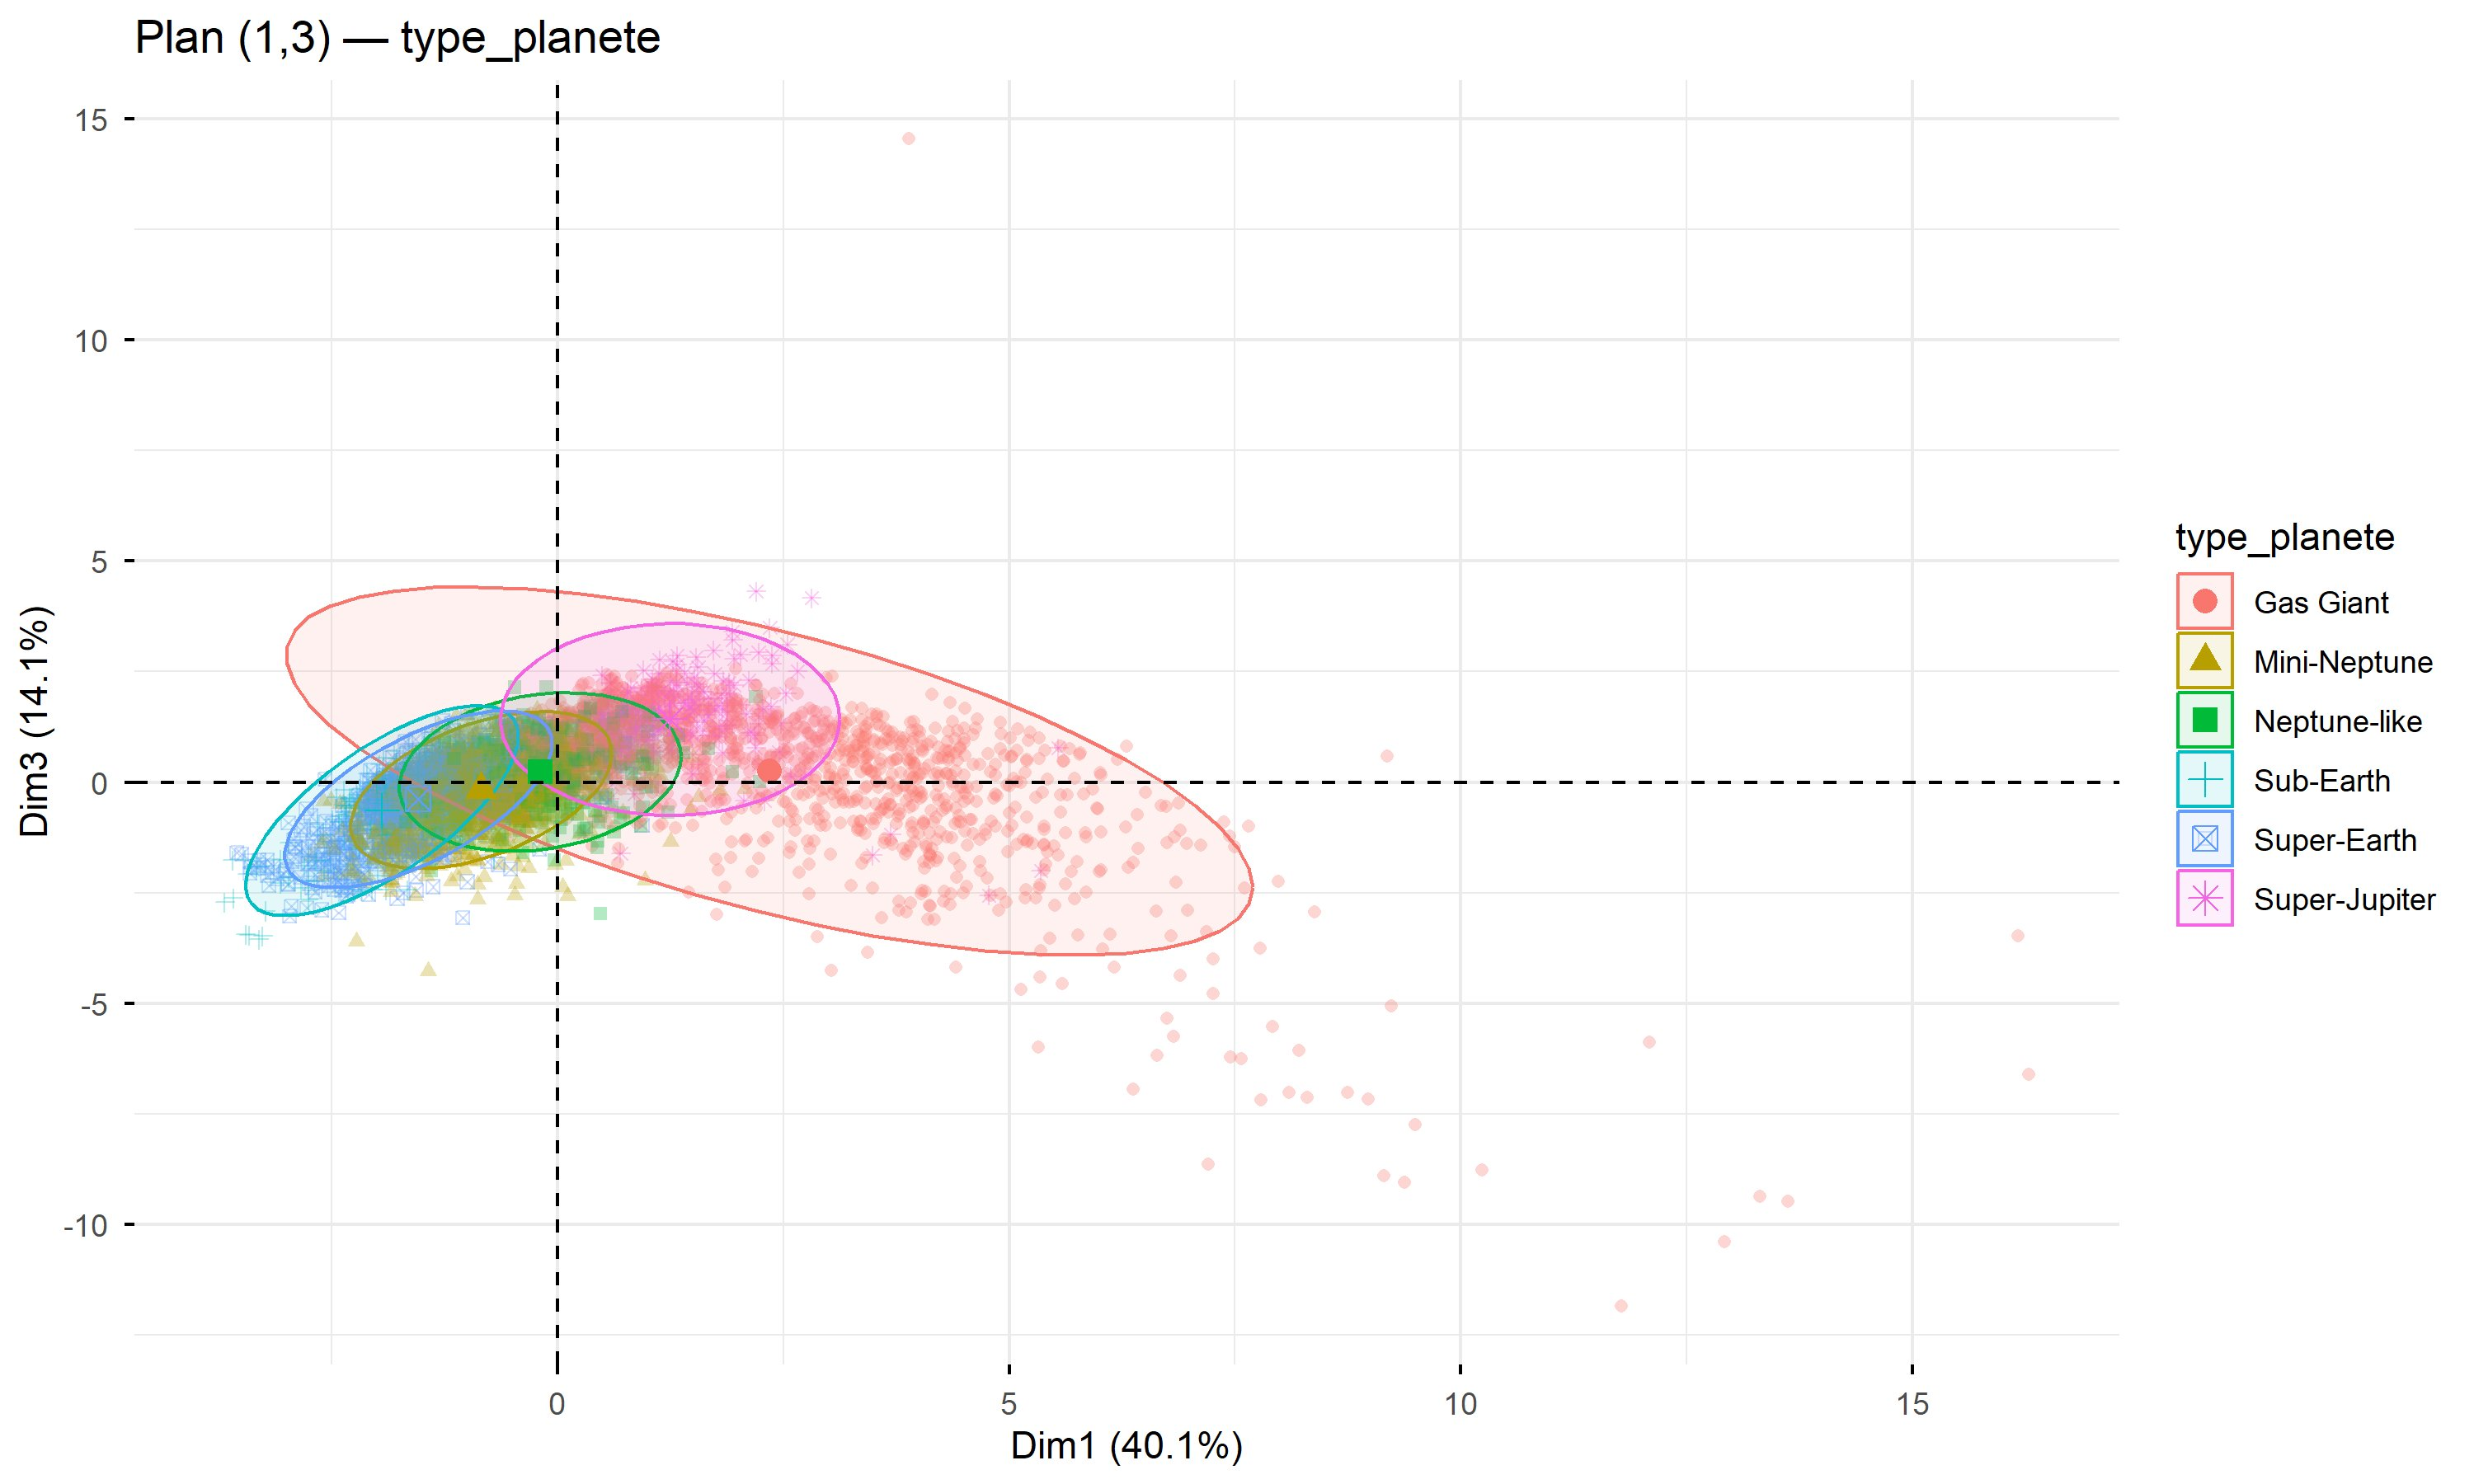 Plan (1,3) — type_planete
15
10
5
0
-5
-10
Dim3 (14.1%)
0
5
10
15
Dim1 (40.1%)
type_planete
Gas Giant
Mini-Neptune
Neptune-like
Sub-Earth
Super-Earth
Super-Jupiter